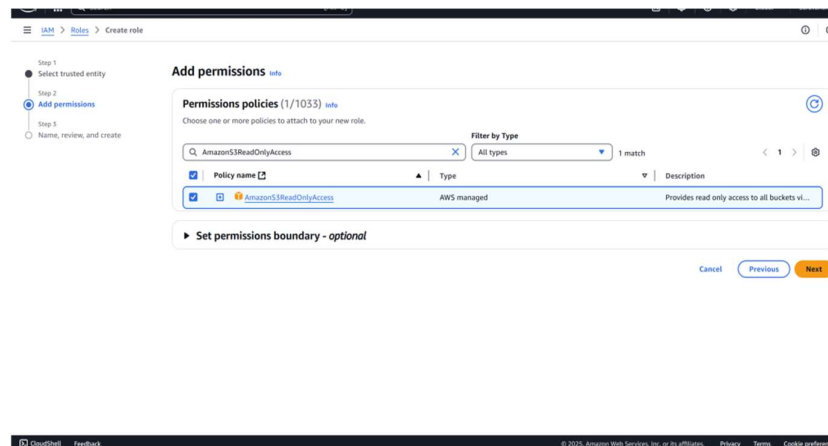 IAM > Roles > Create role
Step 1
Select trusted entity
Step 2
Add permissions
Step 3
Name, review, and create
Add permissions Info
Permissions policies (1/1033) Info
Choose one or more policies to attach to your new role.
Filter by Type
AmazonS3ReadOnlyAccess
All types
1 match
1
Policy name
Type
Description
AmazonS3ReadOnlyAccess
AWS managed
Provides read only access to all buckets vi...
Set permissions boundary - optional
Cancel
Previous
Next
CloudShell Feedback
© 2025, Amazon Web Services, Inc. or its affiliates. Privacy Terms Cookie preferen